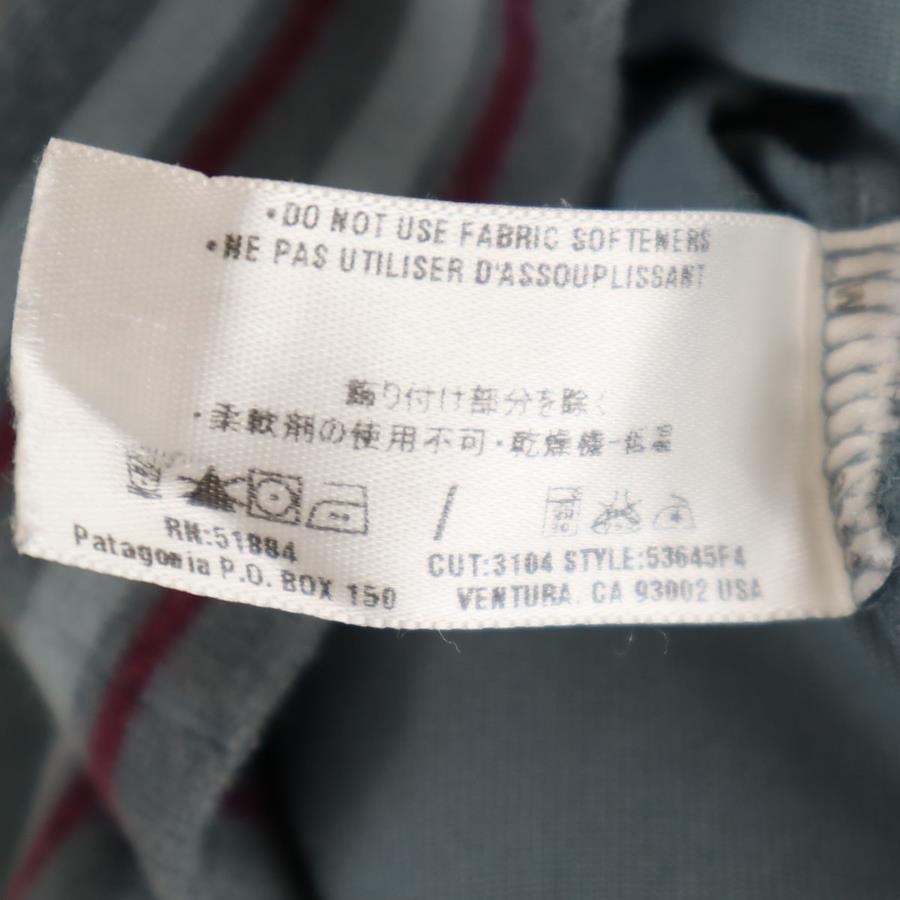 •DO NOT USE FABRIC SOFTENERS
•NE PAS UTILISER D'ASSOUPLISSANT
飾り付け部分を除く
・柔軟剤の使用不可・乾燥機一低
RN:51884
CUT:3104 STYLE:53645F4
Patagonia P.O. BOX 150
VENTURA. CA 93002 USA
M